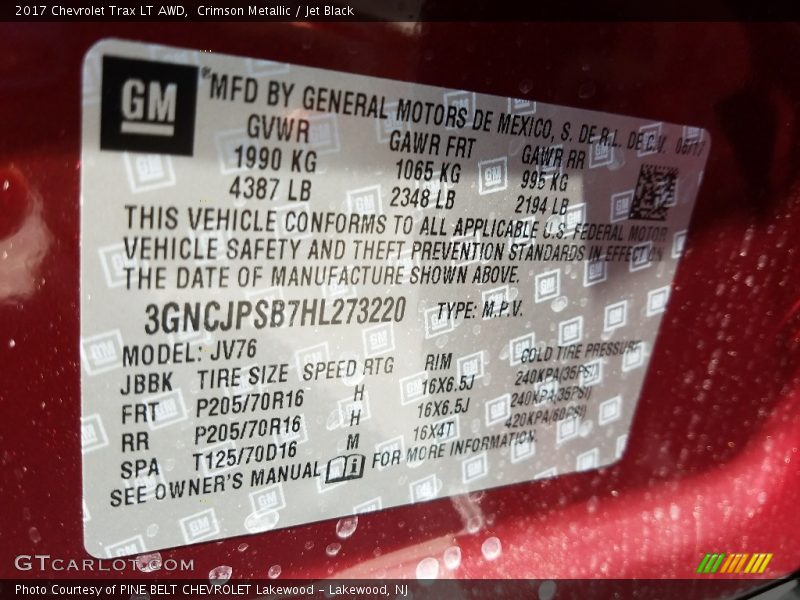 2017 Chevrolet Trax LT AWD,  Crimson Metallic / Jet Black
GM
®MFD BY GENERAL MOTORS DE MEXICO, S. DE R.L. DE C.V. 06/17
GVWR GAWR FRT GAWR RR
1990 KG 1065 KG 995 KG
4387 LB 2348 LB 2194 LB
THIS VEHICLE CONFORMS TO ALL APPLICABLE U.S. FEDERAL MOTOR
VEHICLE SAFETY AND THEFT PREVENTION STANDARDS IN EFFECT ON
THE DATE OF MANUFACTURE SHOWN ABOVE.
3GNCJPSB7HL273220 TYPE: M.P.V.
MODEL: JV76
JBBK TIRE SIZE SPEED RTG RIM COLD TIRE PRESSURE
FRT P205/70R16 H 16X6.5J 240KPA(35PSI)
RR P205/70R16 H 16X6.5J 240KPA(35PSI)
SPA T125/70D16 M 16X4T 420KPA(60PSI)
SEE OWNER'S MANUAL FOR MORE INFORMATION.
GTCARLOT.COM
Photo Courtesy of PINE BELT CHEVROLET Lakewood - Lakewood, NJ